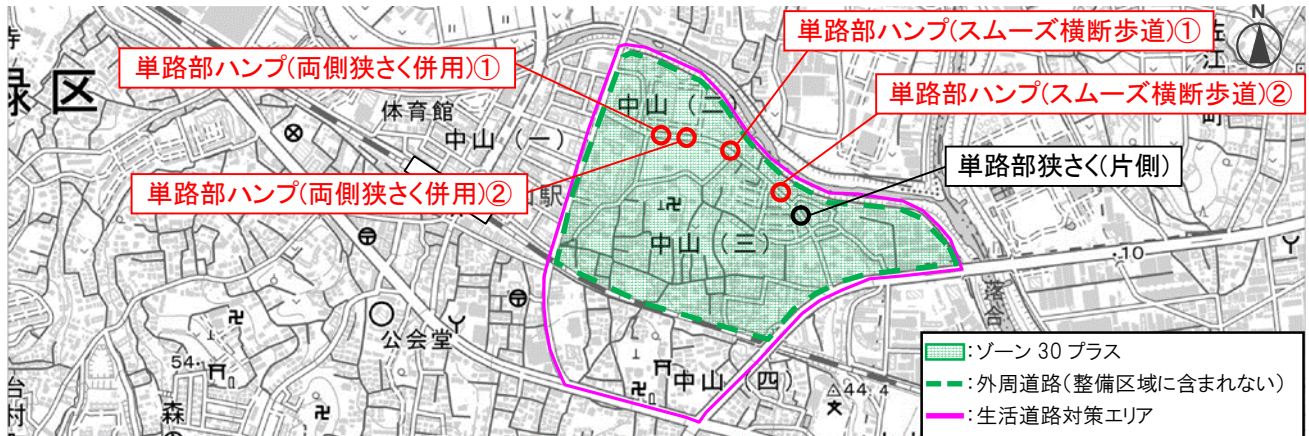 単路部ハンプ(スムーズ横断歩道)①
N
単路部ハンプ(両側狭さく併用)①
単路部ハンプ(スムーズ横断歩道)②
緑区
体育館
中山(二)
江
町
中山(一)
単路部狭さく(片側)
単路部ハンプ(両側狭さく併用)②
駅
中山(三)
・10
落合
公会堂
54
森
台
村
中山(四)
44.4
:ゾーン 30 プラス
:外周道路(整備区域に含まれない)
:生活道路対策エリア